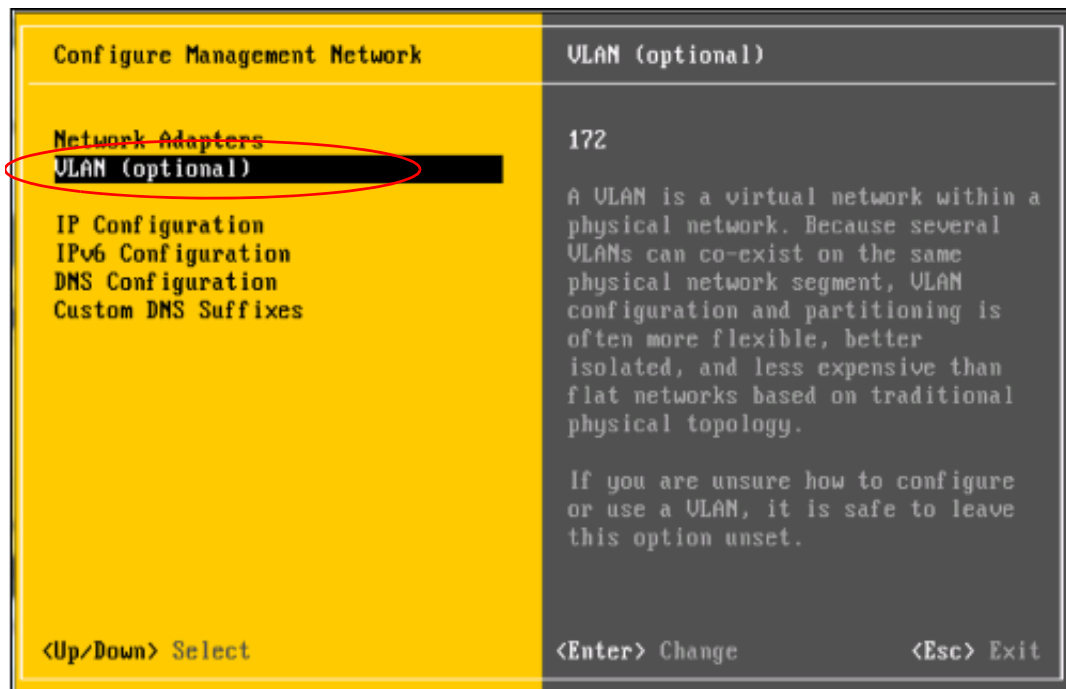 Configure Management Network
Network Adapters
VLAN (optional)
IP Configuration
IPv6 Configuration
DNS Configuration
Custom DNS Suffixes
<Up/Down> Select
VLAN (optional)
172
A VLAN is a virtual network within a
physical network. Because several
VLANs can co-exist on the same
physical network segment, VLAN
configuration and partitioning is
often more flexible, better
isolated, and less expensive than
flat networks based on traditional
physical topology.
If you are unsure how to configure
or use a VLAN, it is safe to leave
this option unset.
<Enter> Change <Esc> Exit